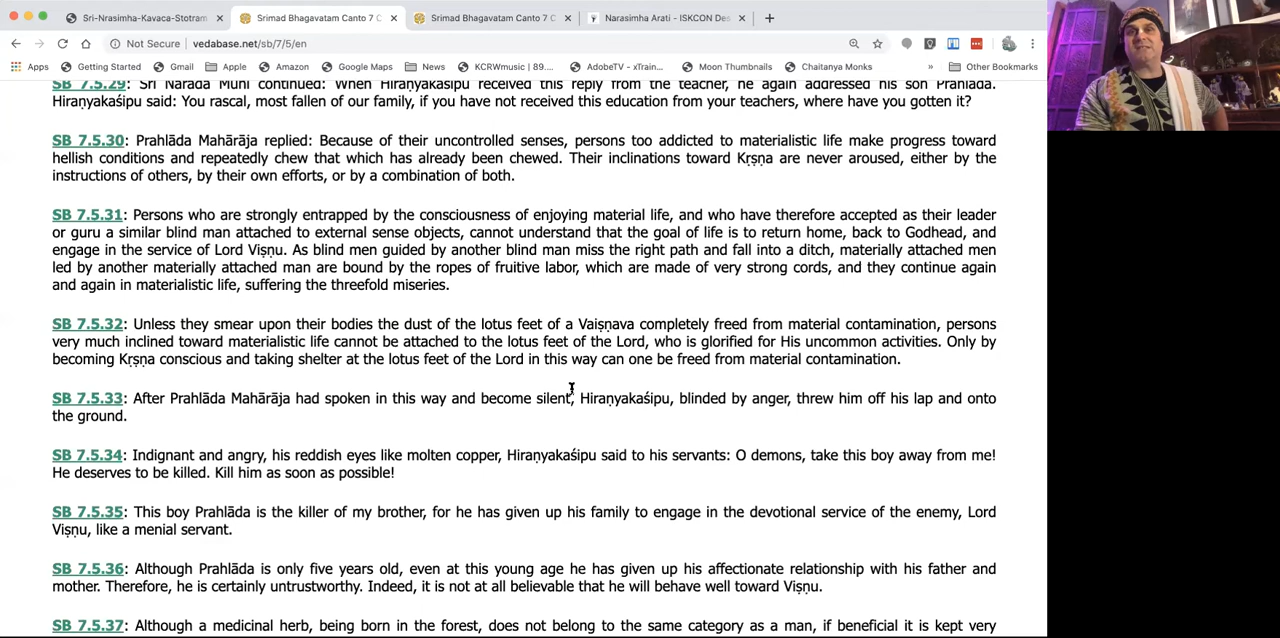 Sri-Nrasimha-Kavaca-Stotram
Srimad Bhagavatam Canto 7 C
Srimad Bhagavatam Canto 7 C
Narasimha Arati - ISKCON Des
Not Secure | vedabase.net/sb/7/5/en
Apps Getting Started Gmail Apple Amazon Google Maps News KCRWmusic | 89.... AdobeTV - xTrain... Moon Thumbnails Chaitanya Monks » Other Bookmarks
SB 7.5.29: Śrī Nārada Muni continued: When Hiraṇyakaśipu received this reply from the teacher, he again addressed his son Prahlāda.
Hiraṇyakaśipu said: You rascal, most fallen of our family, if you have not received this education from your teachers, where have you gotten it?
SB 7.5.30: Prahlāda Mahārāja replied: Because of their uncontrolled senses, persons too addicted to materialistic life make progress toward
hellish conditions and repeatedly chew that which has already been chewed. Their inclinations toward Kṛṣṇa are never aroused, either by the
instructions of others, by their own efforts, or by a combination of both.
SB 7.5.31: Persons who are strongly entrapped by the consciousness of enjoying material life, and who have therefore accepted as their leader
or guru a similar blind man attached to external sense objects, cannot understand that the goal of life is to return home, back to Godhead, and
engage in the service of Lord Viṣṇu. As blind men guided by another blind man miss the right path and fall into a ditch, materially attached men
led by another materially attached man are bound by the ropes of fruitive labor, which are made of very strong cords, and they continue again
and again in materialistic life, suffering the threefold miseries.
SB 7.5.32: Unless they smear upon their bodies the dust of the lotus feet of a Vaiṣṇava completely freed from material contamination, persons
very much inclined toward materialistic life cannot be attached to the lotus feet of the Lord, who is glorified for His uncommon activities. Only by
becoming Kṛṣṇa conscious and taking shelter at the lotus feet of the Lord in this way can one be freed from material contamination.
SB 7.5.33: After Prahlāda Mahārāja had spoken in this way and become silent, Hiraṇyakaśipu, blinded by anger, threw him off his lap and onto
the ground.
SB 7.5.34: Indignant and angry, his reddish eyes like molten copper, Hiraṇyakaśipu said to his servants: O demons, take this boy away from me!
He deserves to be killed. Kill him as soon as possible!
SB 7.5.35: This boy Prahlāda is the killer of my brother, for he has given up his family to engage in the devotional service of the enemy, Lord
Viṣṇu, like a menial servant.
SB 7.5.36: Although Prahlāda is only five years old, even at this young age he has given up his affectionate relationship with his father and
mother. Therefore, he is certainly untrustworthy. Indeed, it is not at all believable that he will behave well toward Viṣṇu.
SB 7.5.37: Although a medicinal herb, being born in the forest, does not belong to the same category as a man, if beneficial it is kept very